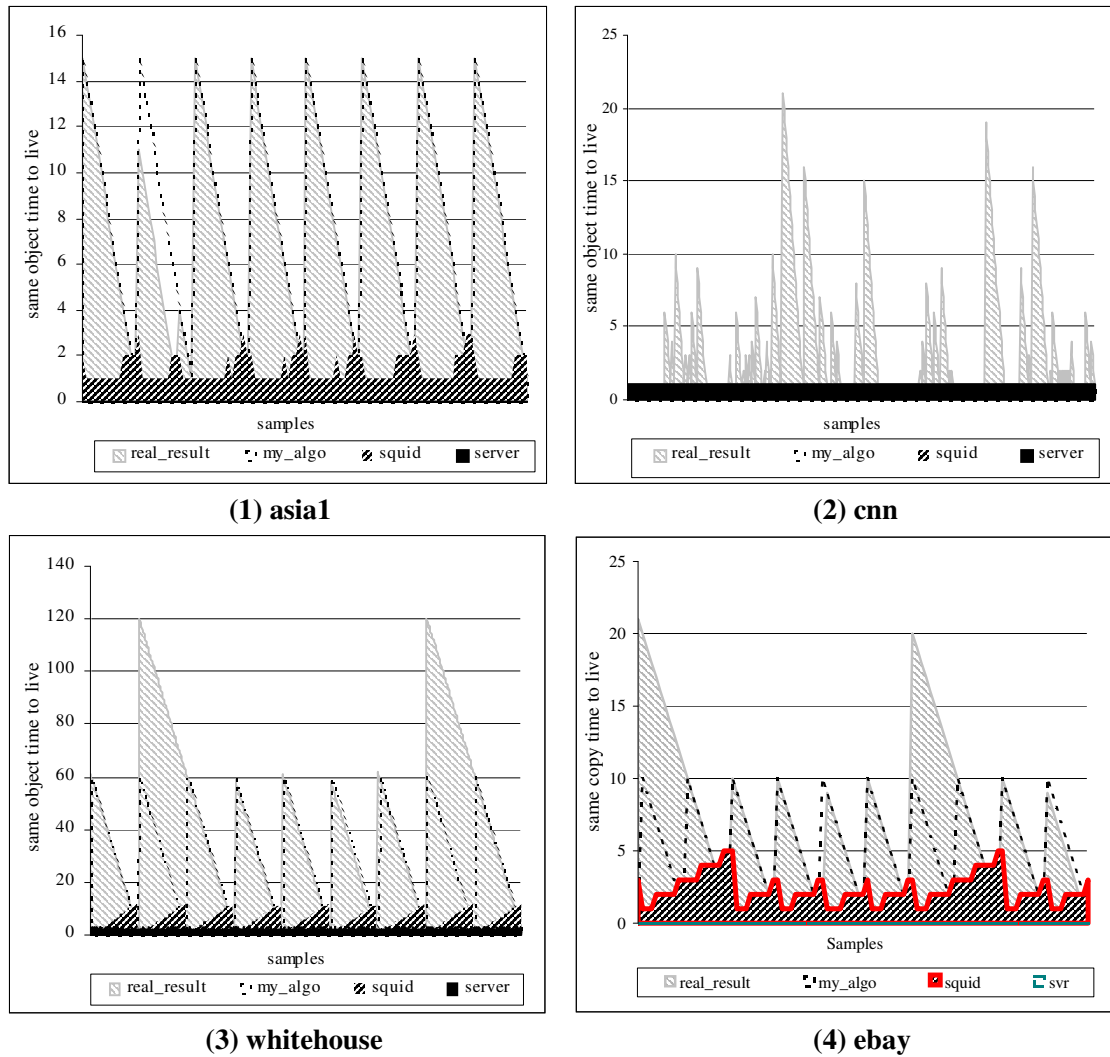 16
14
12
10
8
6
4
2
0
same object time to live
samples
real_result my_algo squid server
(1) asia1
25
20
15
10
5
0
same object time to live
samples
real_result my_algo squid server
(2) cnn
140
120
100
80
60
40
20
0
same object time to live
samples
real_result my_algo squid server
(3) whitehouse
25
20
15
10
5
0
same copy time to live
Samples
real_result my_algo squid svr
(4) ebay